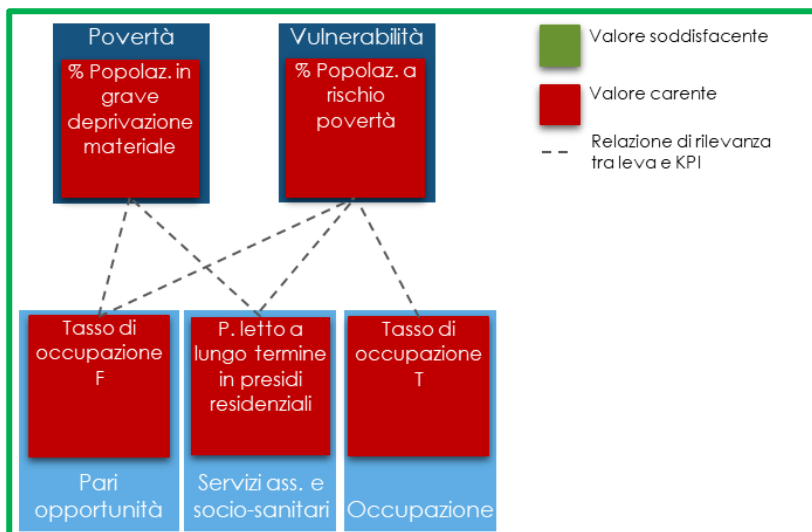 Povertà
% Popolaz. in
grave
deprivazione
materiale
Vulnerabilità
% Popolaz. a
rischio
povertà
Valore soddisfacente
Valore carente
Relazione di rilevanza
tra leva e KPI
Tasso di
occupazione
F
Pari
opportunità
P. letto a
lungo termine
in presidi
residenziali
Servizi ass. e
socio-sanitari
Tasso di
occupazione
T
Occupazione